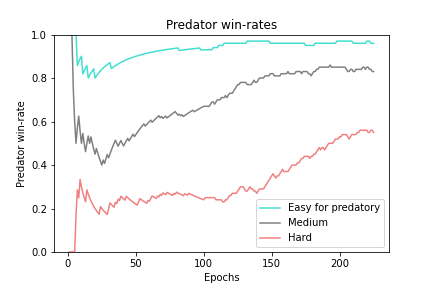 Predator win-rates
Predator win-rate
1.0
0.8
0.6
0.4
0.2
0.0
Easy for predatory
Medium
Hard
0
50
100
150
200
Epochs